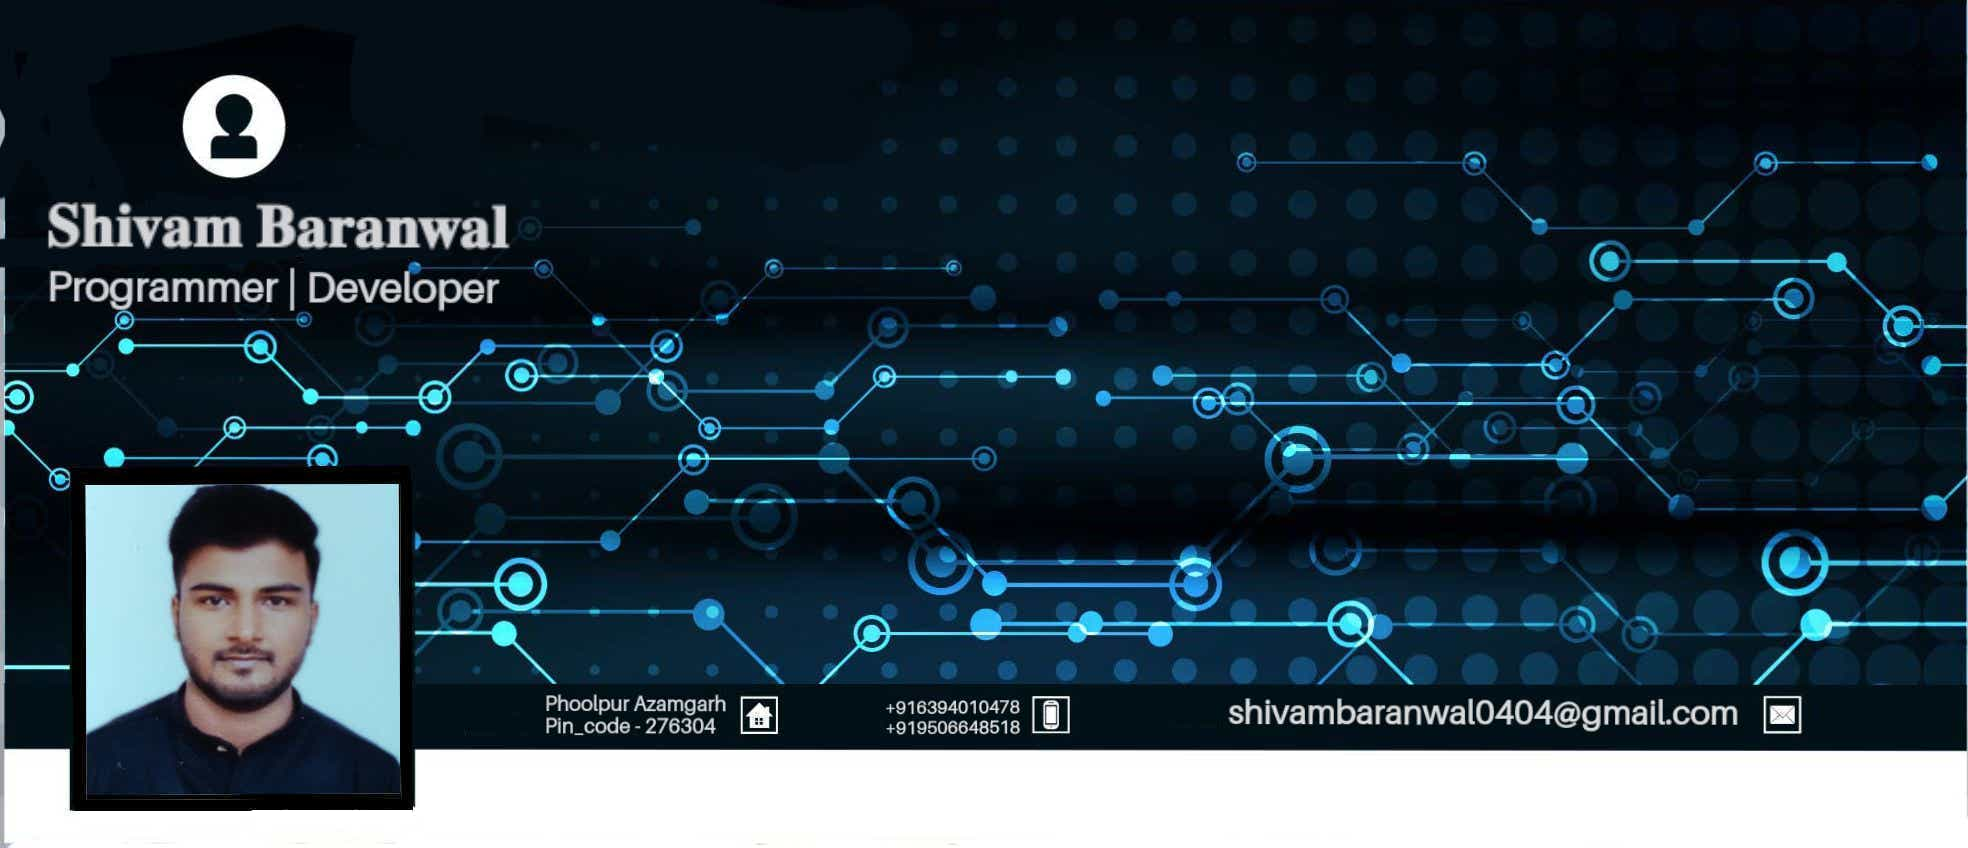 Shivam Baranwal
Programmer | Developer
Phoolpur Azamgarh
Pin_code - 276304
+916394010478
+919506648518
shivambaranwal0404@gmail.com